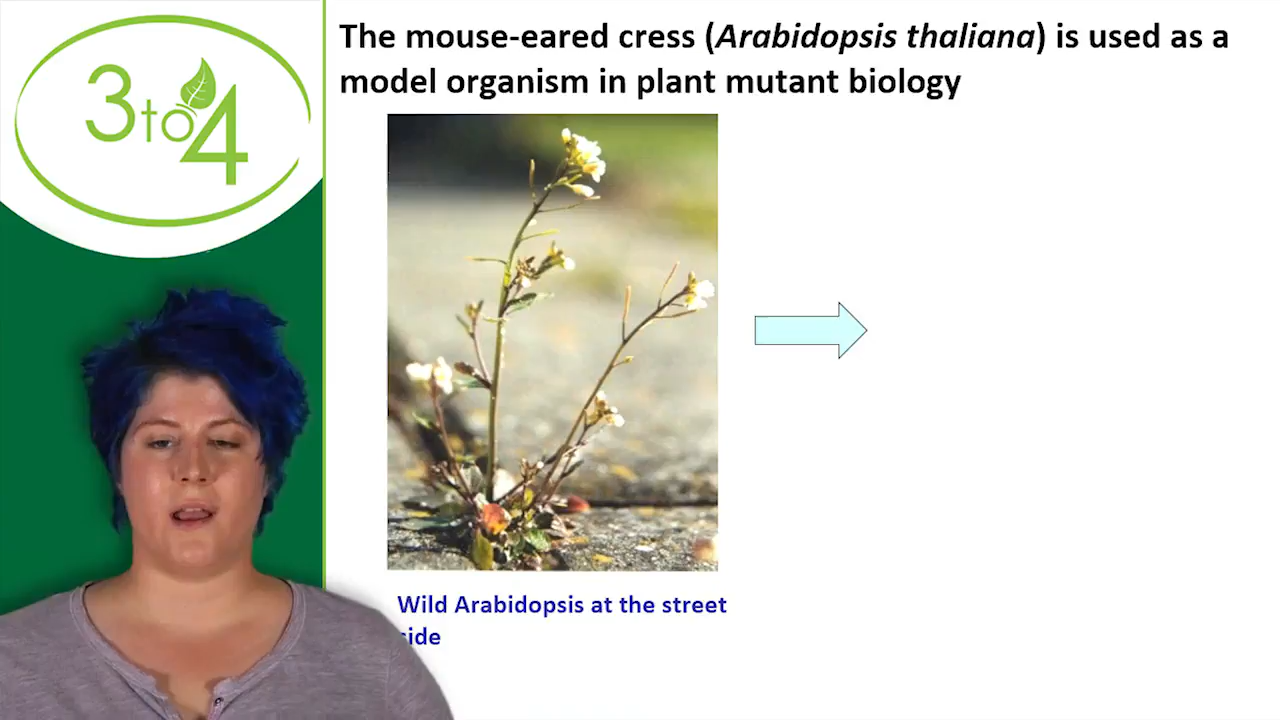 3to4
The mouse-eared cress (Arabidopsis thaliana) is used as a
model organism in plant mutant biology
Wild Arabidopsis at the street
side